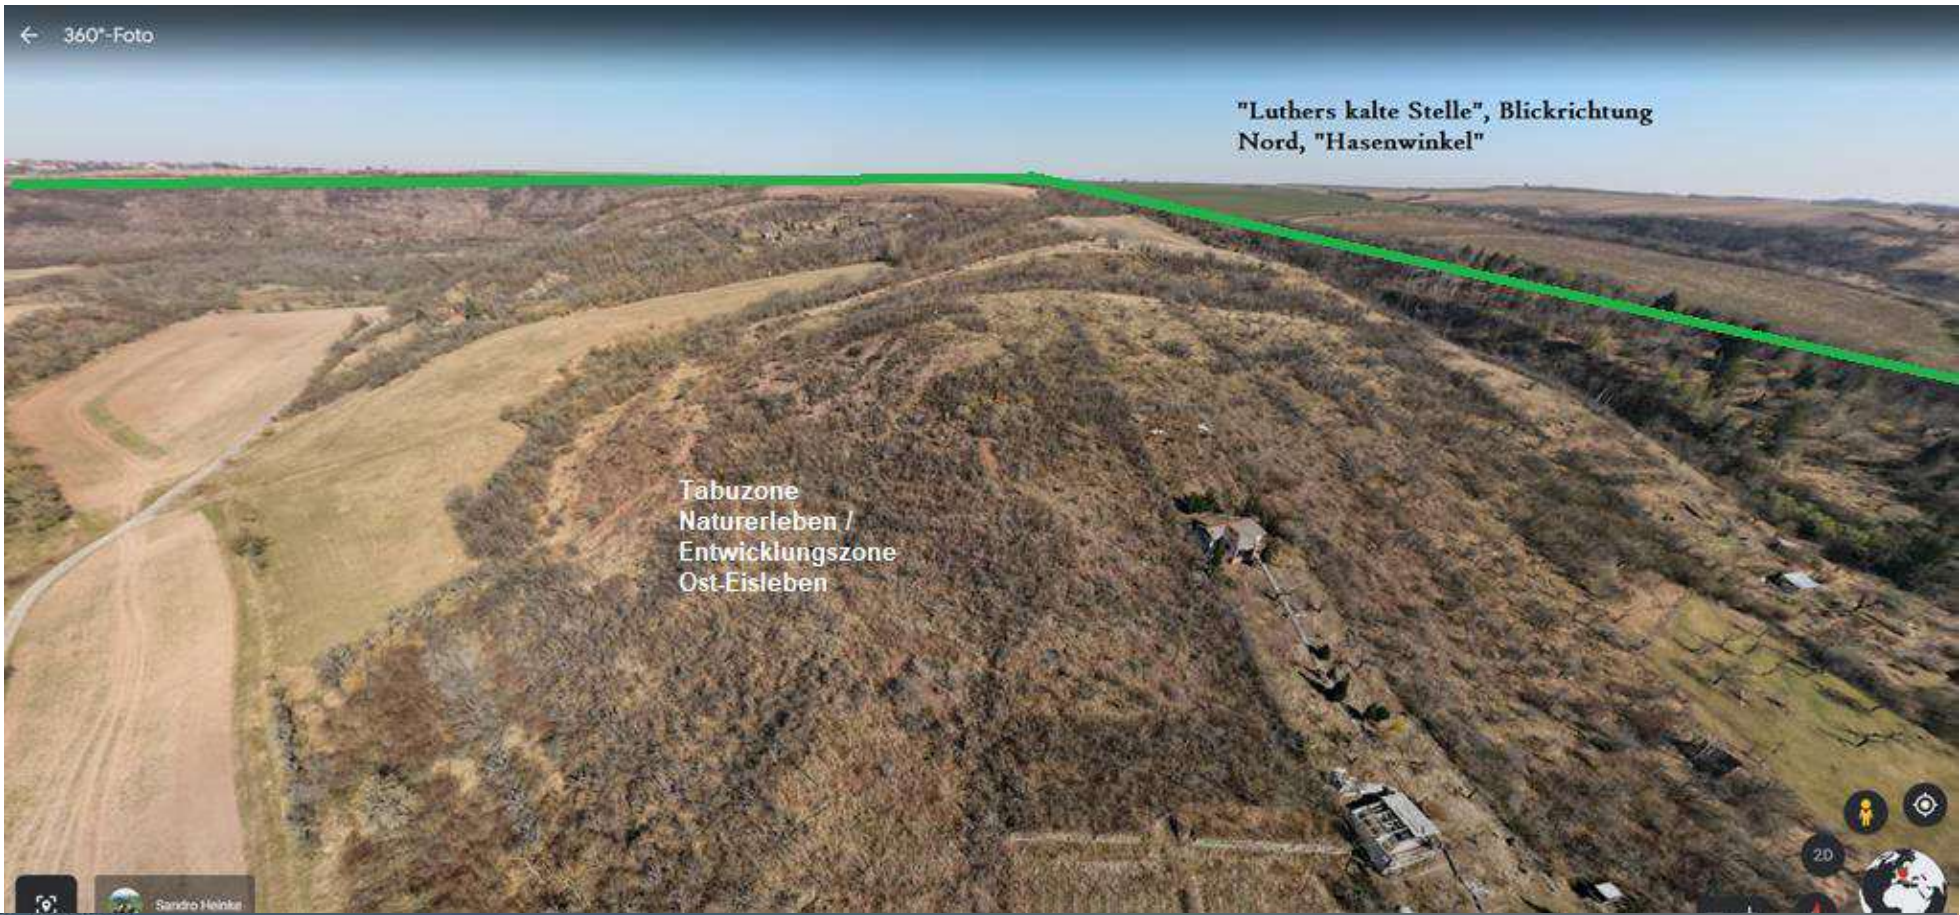 360°-Foto
"Luthers kalte Stelle", Blickrichtung
Nord, "Hasenwinkel"
Tabuzone
Naturerleben /
Entwicklungszone
Ost-Eisleben
2D
Sandro Heinke